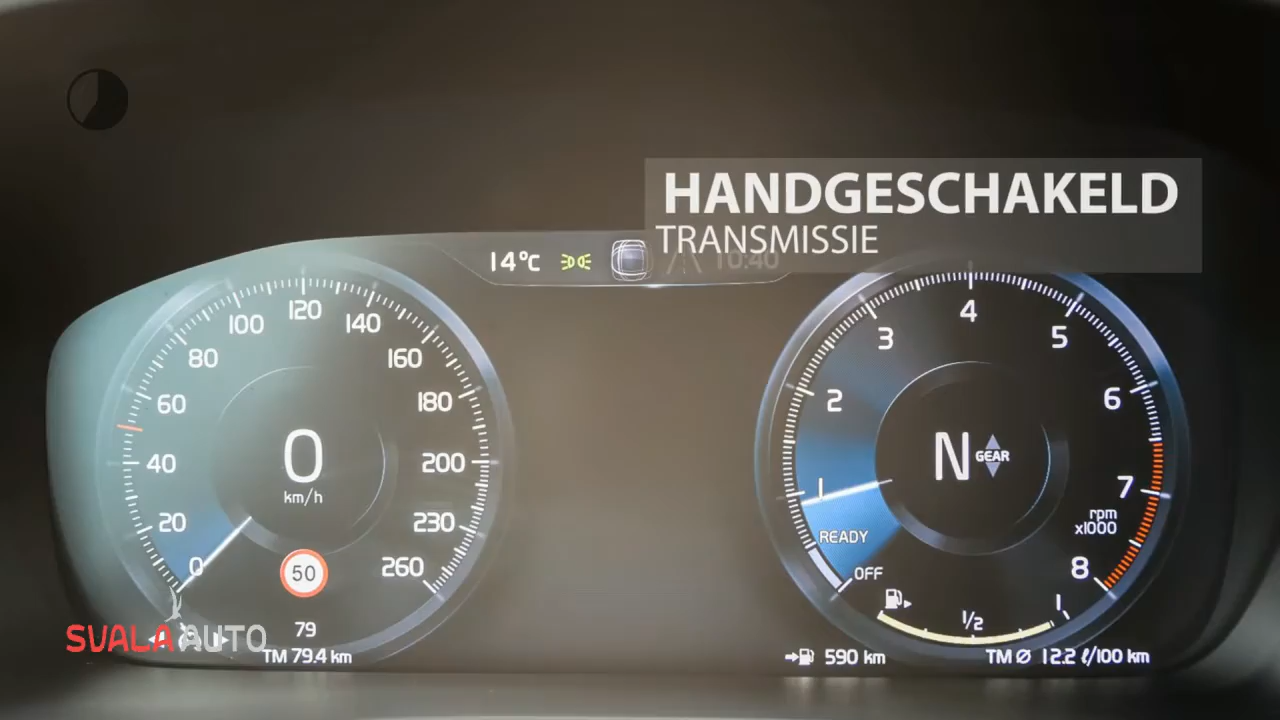 HANDGESCHAKELD
TRANSMISSIE
14°C
10:40
0
20
40
60
80
100
120
140
160
180
200
230
260
0
km/h
50
79
TM 79.4 km
OFF
READY
1
2
3
4
5
6
7
8
rpm
x1000
N GEAR
1/2
1
590 km
TM Ø 12.2 ℓ/100 km
SVALA AUTO